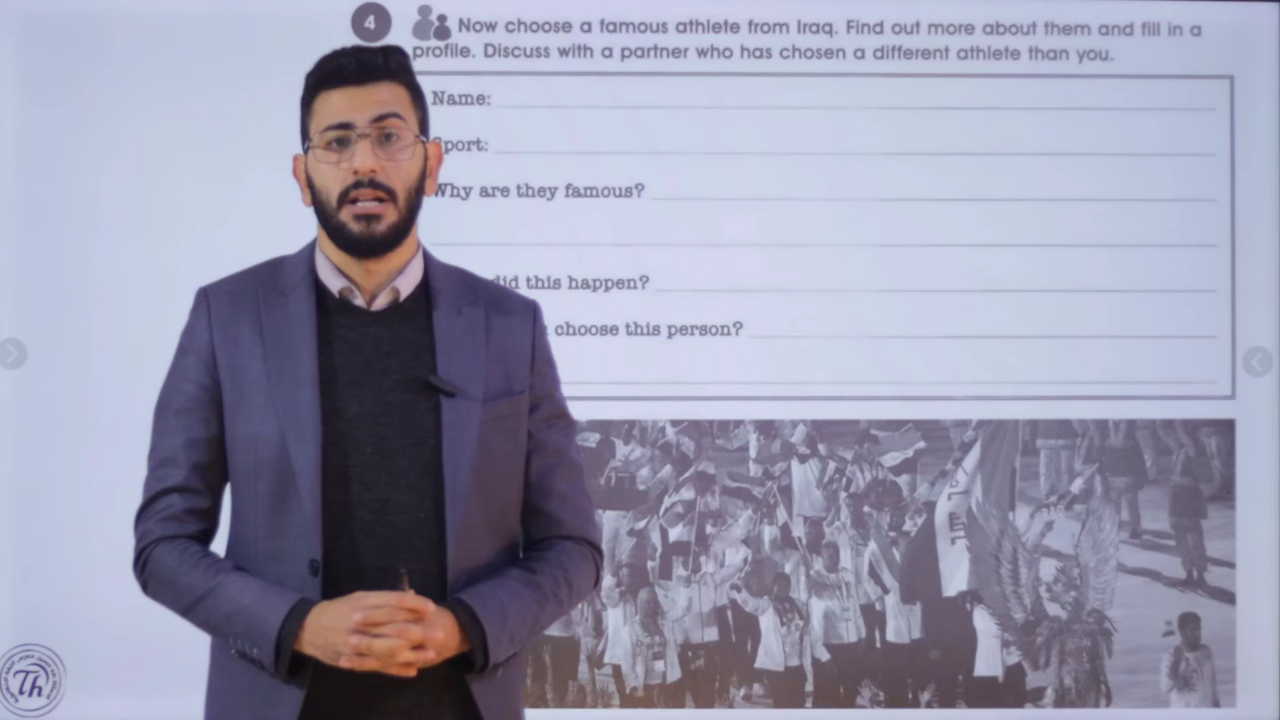 4
Now choose a famous athlete from Iraq. Find out more about them and fill in a
profile. Discuss with a partner who has chosen a different athlete than you.
Name:
Sport:
Why are they famous?
did this happen?
choose this person?
Th